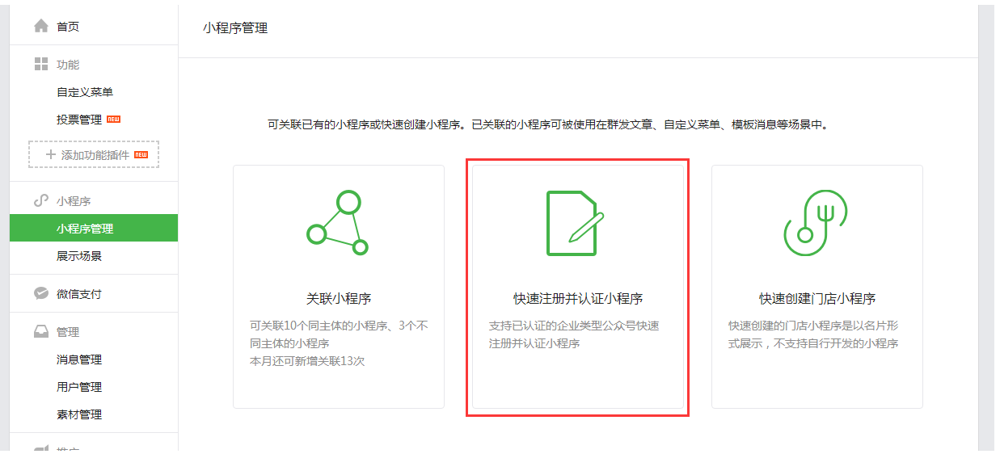 首页
功能
自定义菜单
投票管理 NEW
添加功能插件 NEW
小程序
小程序管理
展示场景
微信支付
管理
消息管理
用户管理
素材管理
推广
小程序管理
可关联已有的小程序或快速创建小程序。已关联的小程序可被使用在群发文章、自定义菜单、模板消息等场景中。
关联小程序
可关联10个同主体的小程序、3个不
同主体的小程序
本月还可新增关联13次
快速注册并认证小程序
支持已认证的企业类型公众号快速
注册并认证小程序
快速创建门店小程序
快速创建的门店小程序是以名片形
式展示，不支持自行开发的小程序